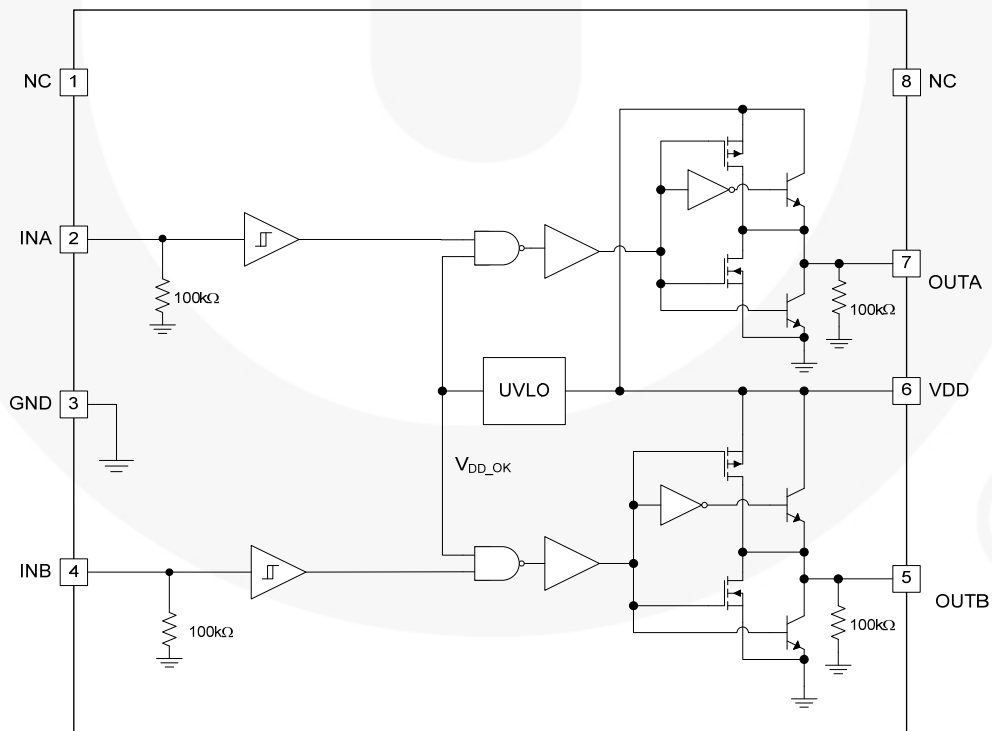 NC 1
8 NC
INA 2
100kΩ
7
OUTA
100kΩ
GND 3
UVLO
6 VDD
VDD_OK
INB 4
100kΩ
5
OUTB
100kΩ